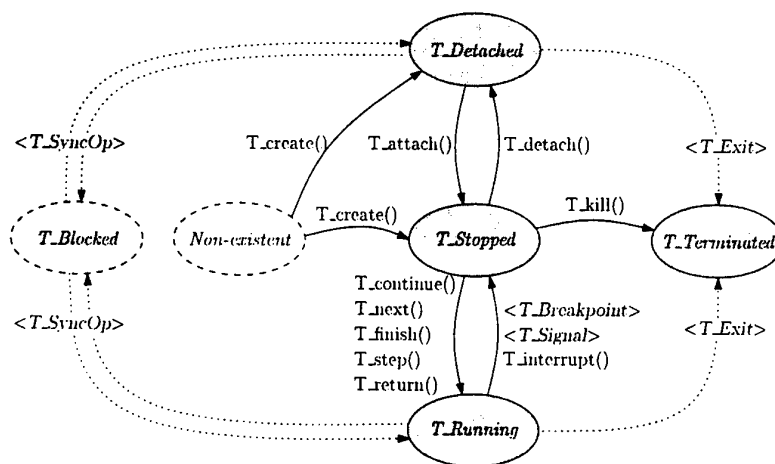 T_Detached
<T_SyncOp>
T_create()
T_attach()
T_detach()
<T_Exit>
T_create()
T_kill()
T_Blocked
Non-existent
T_Stopped
T_Terminated
T_continue()
<T_SyncOp>
T_next()
<T_Breakpoint>
<T_Exit>
T_finish()
<T_Signal>
T_step()
T_interrupt()
T_return()
T_Running